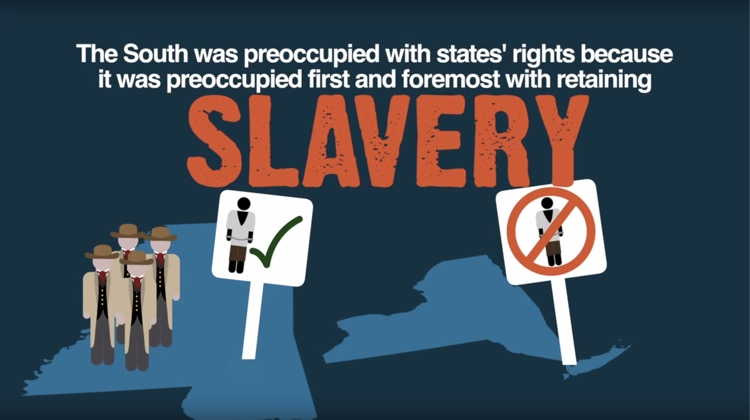 The South was preoccupied with states' rights because
it was preoccupied first and foremost with retaining
SLAVERY